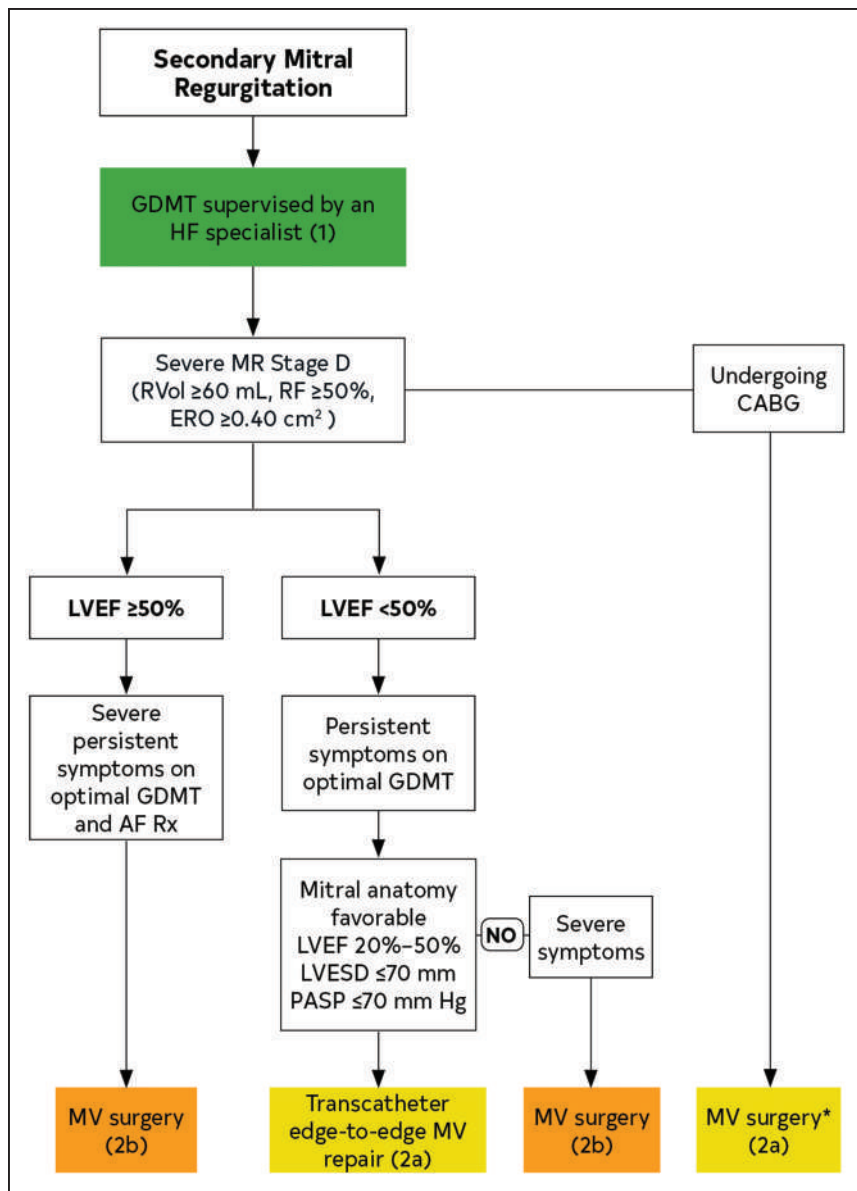 Secondary Mitral
Regurgitation
GDMT supervised by an
HF specialist (1)
Severe MR Stage D
(RVol ≥60 mL, RF ≥50%,
ERO ≥0.40 cm² )
Undergoing
CABG
LVEF ≥50%
LVEF <50%
Severe
persistent
symptoms on
optimal GDMT
and AF Rx
Persistent
symptoms on
optimal GDMT
Mitral anatomy
favorable
LVEF 20%–50%
LVESD ≤70 mm
PASP ≤70 mm Hg
NO
Severe
symptoms
MV surgery
(2b)
Transcatheter
edge-to-edge MV
repair (2a)
MV surgery
(2b)
MV surgery*
(2a)